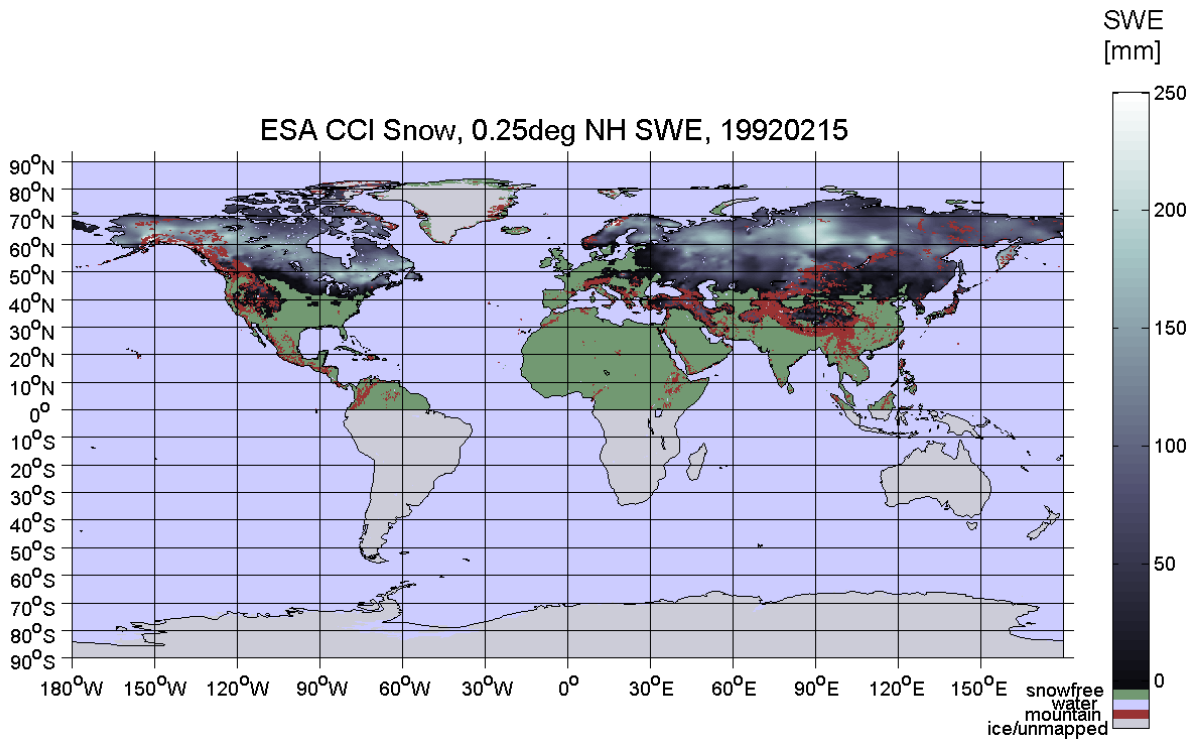 SWE
[mm]
ESA CCI Snow, 0.25deg NH SWE, 19920215
250
200
150
100
50
0
90°N
80°N
70°N
60°N
50°N
40°N
30°N
20°N
10°N
0°
10°S
20°S
30°S
40°S
50°S
60°S
70°S
80°S
90°S
180°W 150°W 120°W 90°W 60°W 30°W 0° 30°E 60°E 90°E 120°E 150°E
snowfree
water
mountain
ice/unmapped